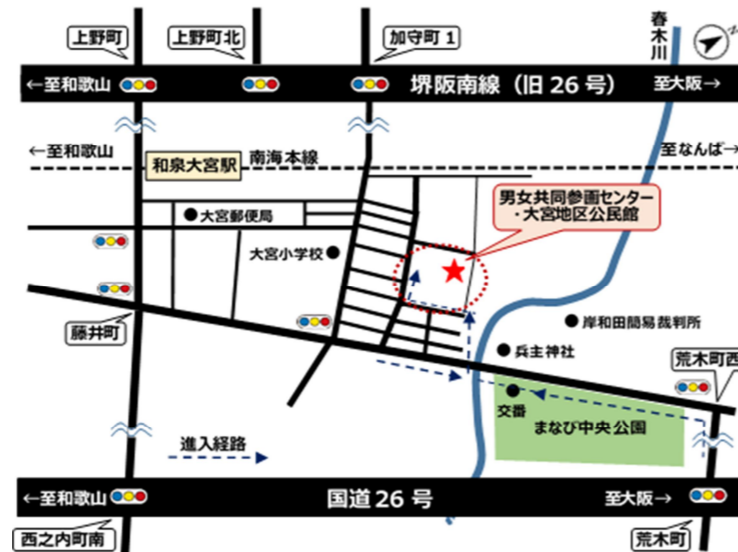 上野町
上野町北
加守町 1
春木川
N
←至和歌山
堺阪南線（旧 26 号）
至大阪→
←至和歌山
和泉大宮駅
南海本線
至なんば→
男女共同参画センター
・大宮地区公民館
大宮郵便局
大宮小学校
岸和田簡易裁判所
藤井町
兵主神社
荒木町西
交番
まなび中央公園
進入経路
←至和歌山
国道 26 号
至大阪→
西之内町南
荒木町